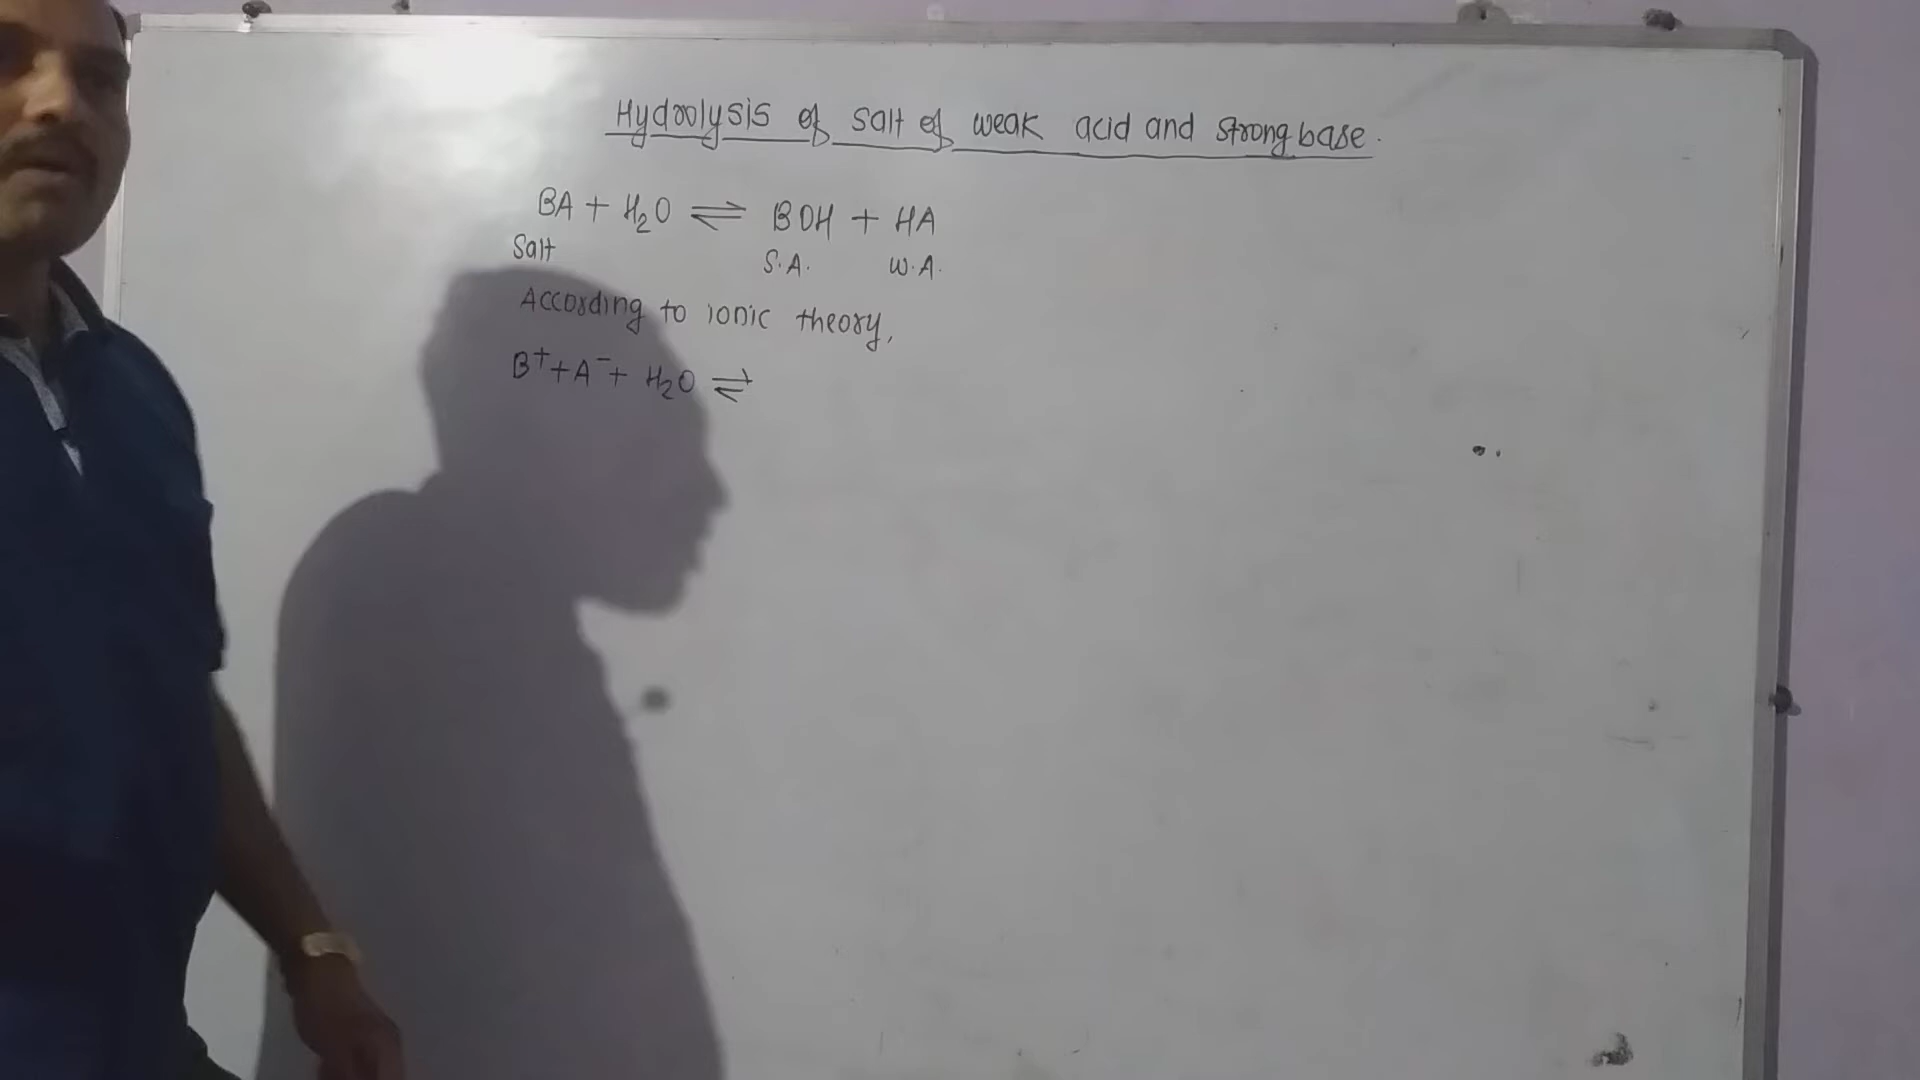 Hydrolysis of salt of weak acid and strong base.
BA + H₂O ⇌ BOH + HA
Salt S.A. W.A.
According to ionic theory,
B⁺ + A⁻ + H₂O ⇌